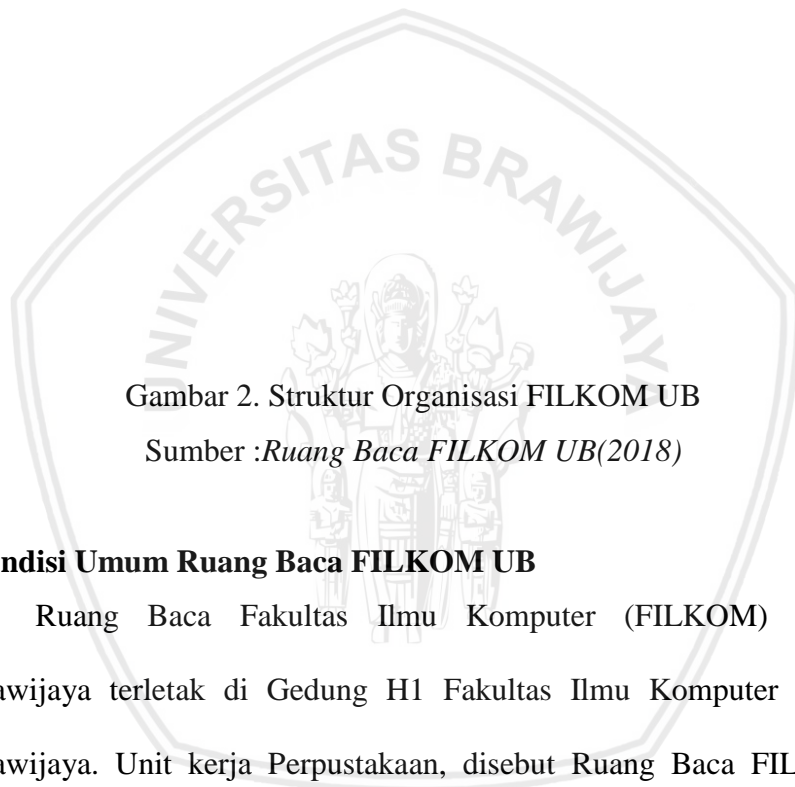 UNIVERSITAS BRAWIJAYA
Gambar 2. Struktur Organisasi FILKOM UB
Sumber :Ruang Baca FILKOM UB(2018)
ndisi Umum Ruang Baca FILKOM UB
Ruang Baca Fakultas Ilmu Komputer (FILKOM)
awijaya terletak di Gedung H1 Fakultas Ilmu Komputer
awijaya. Unit kerja Perpustakaan, disebut Ruang Baca FIL